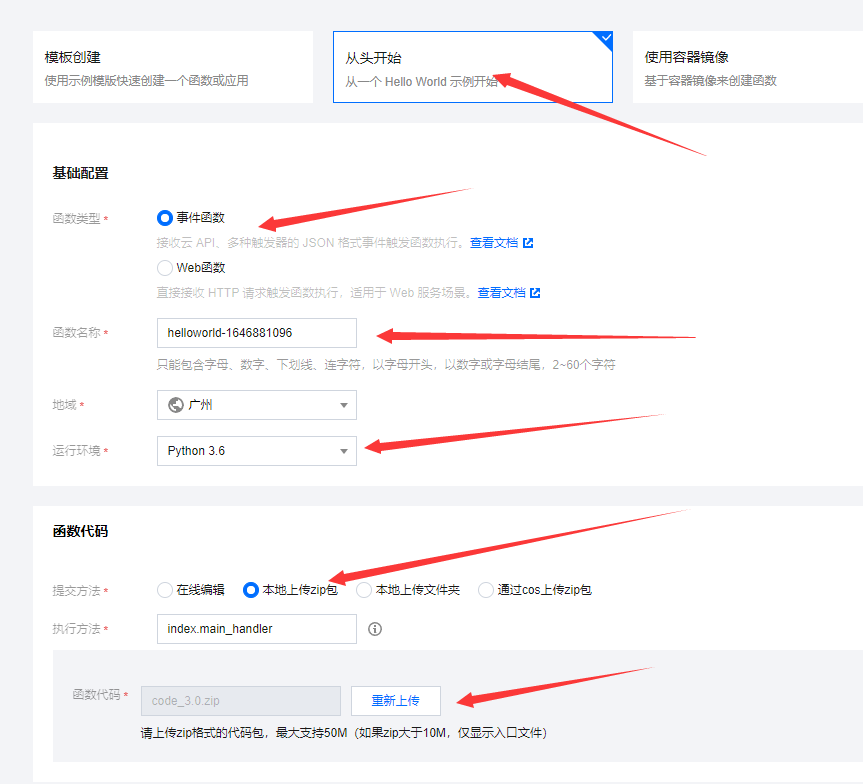 模板创建
使用示例模版快速创建一个函数或应用
从头开始
从一个 Hello World 示例开始
使用容器镜像
基于容器镜像来创建函数
基础配置
函数类型 * 事件函数
接收云 API、多种触发器的 JSON 格式事件触发函数执行。查看文档
Web函数
直接接收 HTTP 请求触发函数执行，适用于 Web 服务场景。查看文档
函数名称 * helloworld-1646881096
只能包含字母、数字、下划线、连字符，以字母开头，以数字或字母结尾，2~60个字符
地域 * 广州
运行环境 * Python 3.6
函数代码
提交方法 * 在线编辑 本地上传zip包 本地上传文件夹 通过cos上传zip包
执行方法 * index.main_handler
函数代码 * code_3.0.zip 重新上传
请上传zip格式的代码包，最大支持50M（如果zip大于10M，仅显示入口文件）